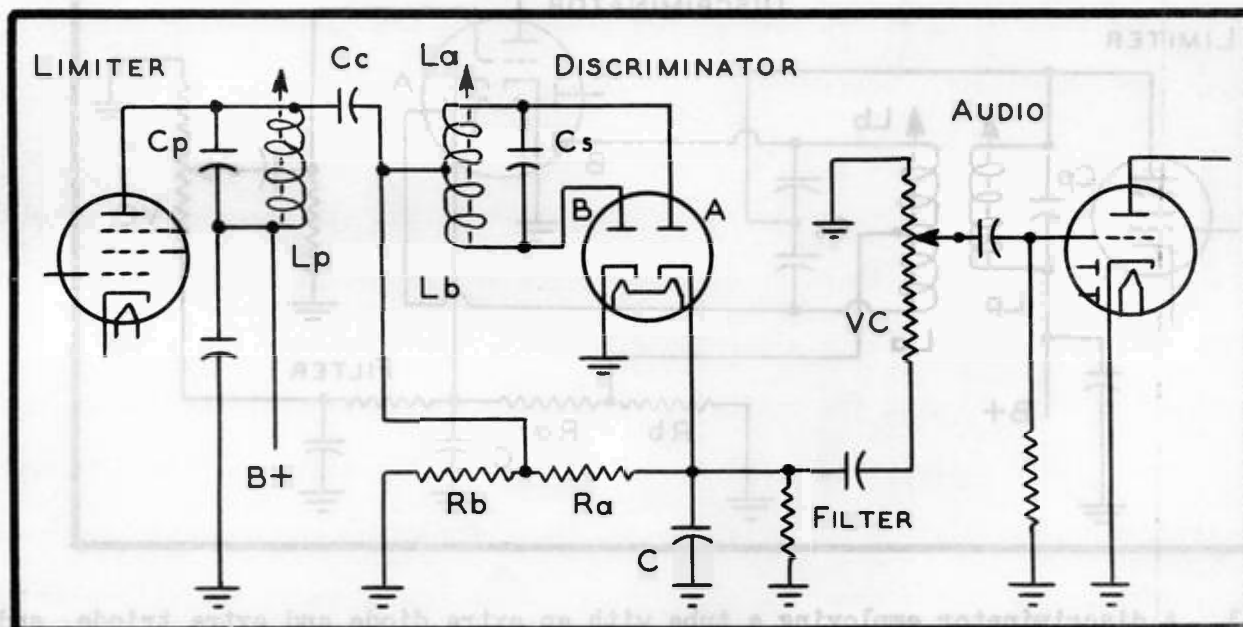 LIMITER
Cc
La
DISCRIMINATOR
AUDIO
Cp
Cs
B
A
Lp
Lb
VC
B+
Rb
Ra
FILTER
C